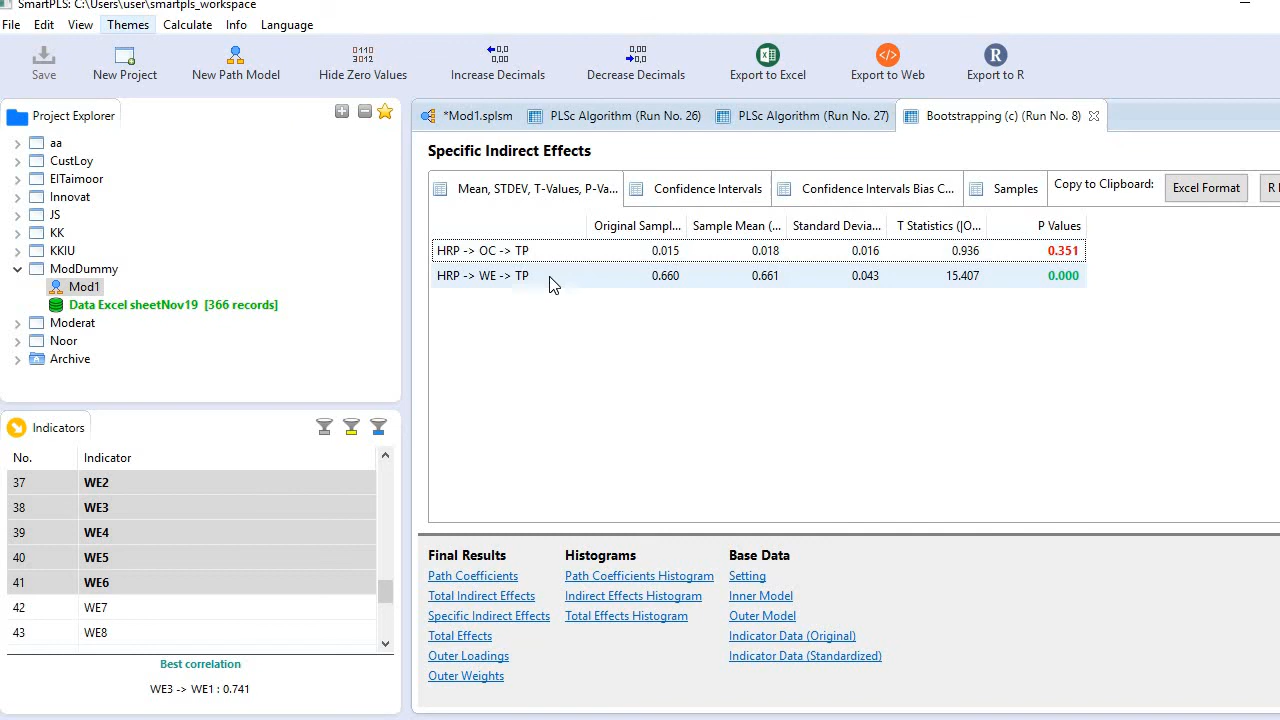 SmartPLS: C:\Users\user\smartpls_workspace
File Edit View Themes Calculate Info Language
Save New Project New Path Model Hide Zero Values Increase Decimals Decrease Decimals Export to Excel Export to Web Export to R
Project Explorer
aa
CustLoy
ElTaimoor
Innovat
JS
KK
KKIU
ModDummy
Mod1
Data Excel sheetNov19 [366 records]
Moderat
Noor
Archive
Indicators
No. Indicator
37 WE2
38 WE3
39 WE4
40 WE5
41 WE6
42 WE7
43 WE8
Best correlation
WE3 -> WE1 : 0.741
*Mod1.splsm PLSc Algorithm (Run No. 26) PLSc Algorithm (Run No. 27) Bootstrapping (c) (Run No. 8)
Specific Indirect Effects
Mean, STDEV, T-Values, P-Va... Confidence Intervals Confidence Intervals Bias C... Samples Copy to Clipboard: Excel Format R
Original Sampl... Sample Mean (... Standard Devia... T Statistics (|O... P Values
HRP -> OC -> TP 0.015 0.018 0.016 0.936 0.351
HRP -> WE -> TP 0.660 0.661 0.043 15.407 0.000
Final Results Histograms Base Data
Path Coefficients Path Coefficients Histogram Setting
Total Indirect Effects Indirect Effects Histogram Inner Model
Specific Indirect Effects Total Effects Histogram Outer Model
Total Effects Indicator Data (Original)
Outer Loadings Indicator Data (Standardized)
Outer Weights